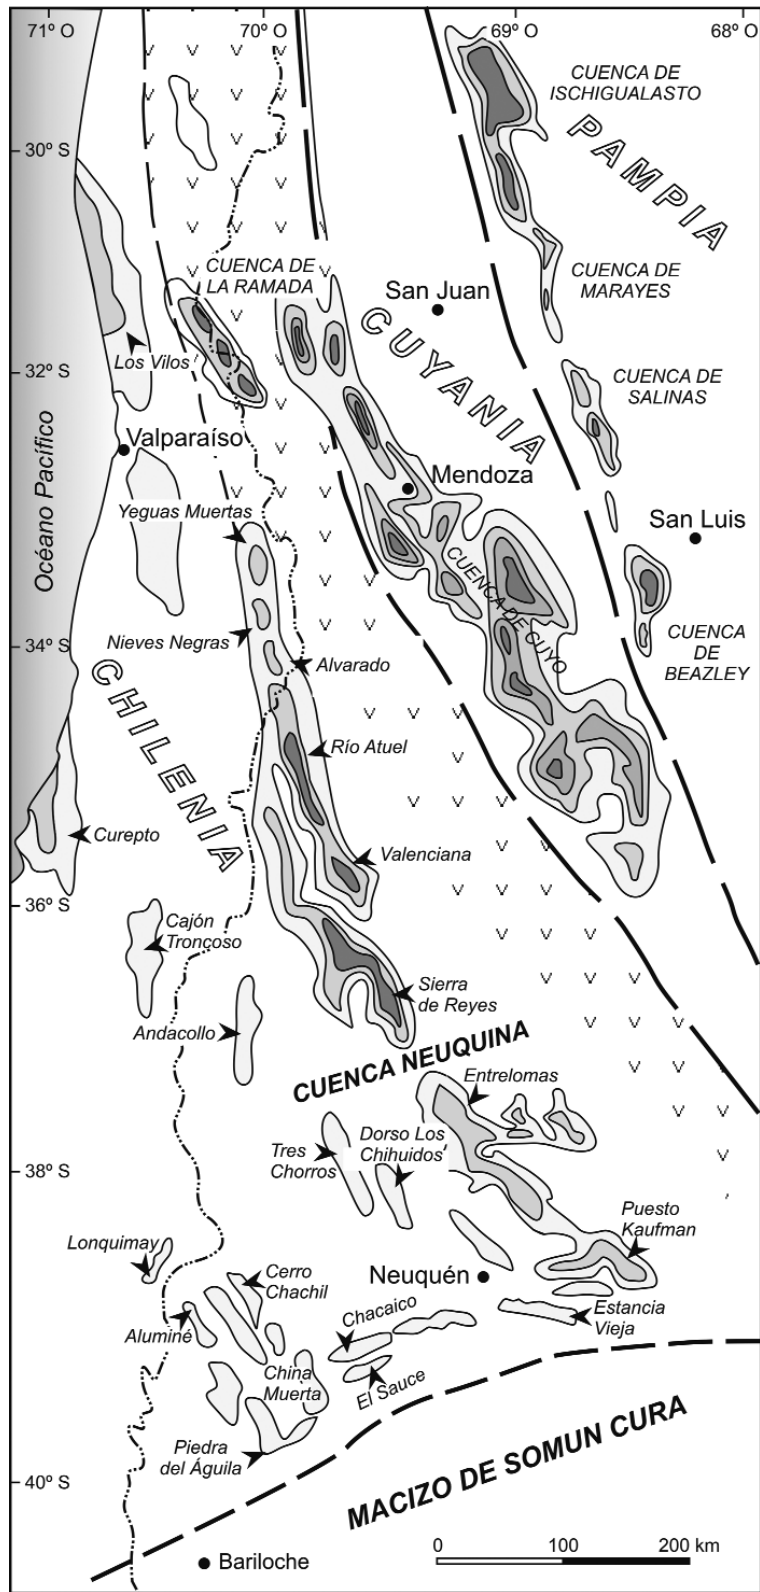 71º O
70º O
69º O
68º O
CUENCA DE
ISCHIGUALASTO
PAMPIA
30º S
CUENCA DE
LA RAMADA
San Juan
CUENCA DE
MARAYES
CUYANIA
Los Vilos
32º S
CUENCA DE
SALINAS
Océano Pacífico
Valparaíso
Mendoza
Yeguas Muertas
San Luis
CUENCA DE CUYO
Nieves Negras
34º S
Alvarado
CUENCA
DE
BEAZLEY
CHILENIA
Río Atuel
Curepto
Valenciana
36º S
Cajón
Troncoso
Sierra
de Reyes
Andacollo
CUENCA NEUQUINA
Entrelomas
Tres
Chorros
Dorso Los
Chihuidos
38º S
Puesto
Kaufman
Lonquimay
Cerro
Chachil
Neuquén
Chacaico
Estancia
Vieja
Aluminé
China
Muerta
El Sauce
Piedra
del Águila
MACIZO DE SOMUN CURA
40º S
Bariloche
0 100 200 km